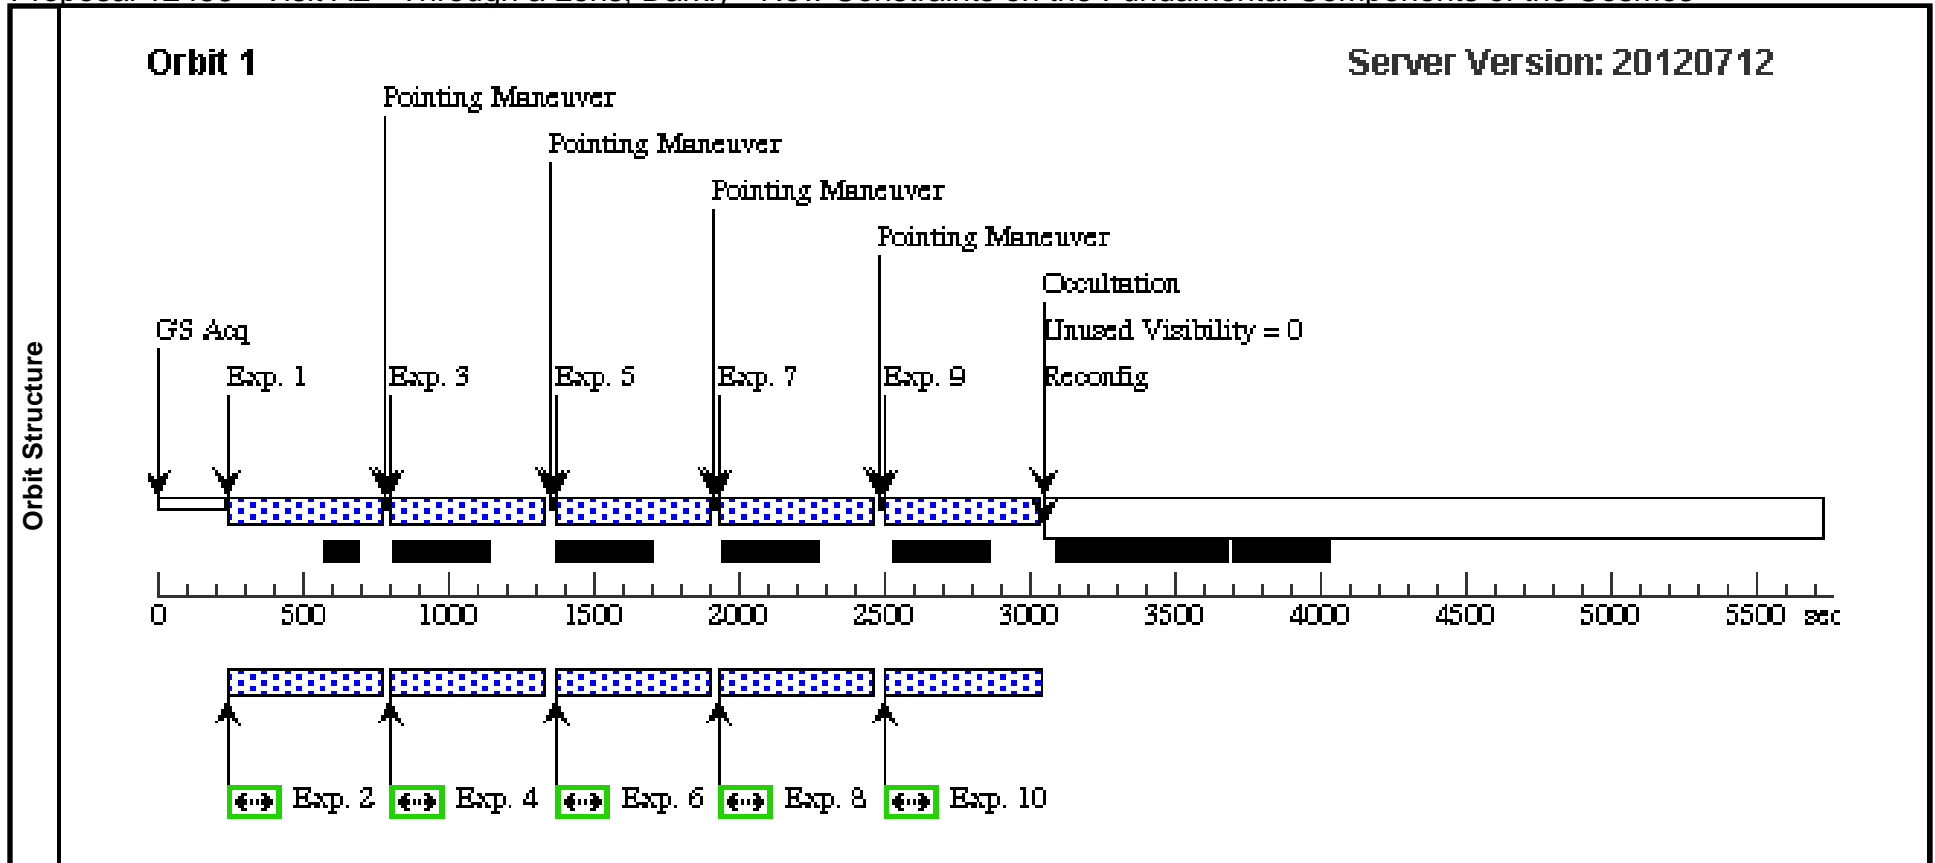 Orbit Structure
Orbit 1
Server Version: 20120712
Pointing Maneuver
Pointing Maneuver
Pointing Maneuver
Pointing Maneuver
Occultation
GS Acq
Unused Visibility = 0
Exp. 1
Exp. 3
Exp. 5
Exp. 7
Exp. 9
Reconfig
0 500 1000 1500 2000 2500 3000 3500 4000 4500 5000 5500 sec
Exp. 2
Exp. 4
Exp. 6
Exp. 8
Exp. 10